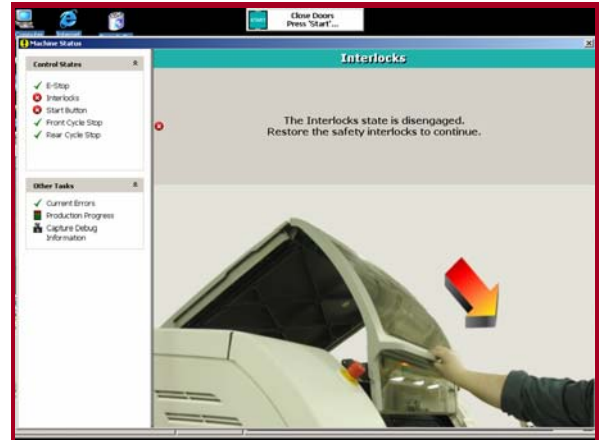 START
Close Doors
Press 'Start'...
Machine Status
Interlocks
Control States
E-Stop
Interlocks
Start Button
Front Cycle Stop
Rear Cycle Stop
The Interlocks state is disengaged.
Restore the safety interlocks to continue.
Other Tasks
Current Errors
Production Progress
Capture Debug
Information